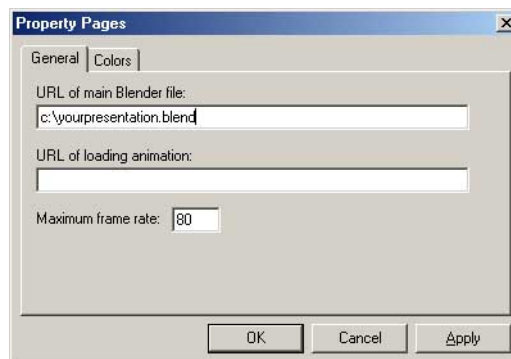 Property Pages
General Colors
URL of main Blender file:
c:\yourpresentation.blend
URL of loading animation:
Maximum frame rate: 80
OK Cancel Apply